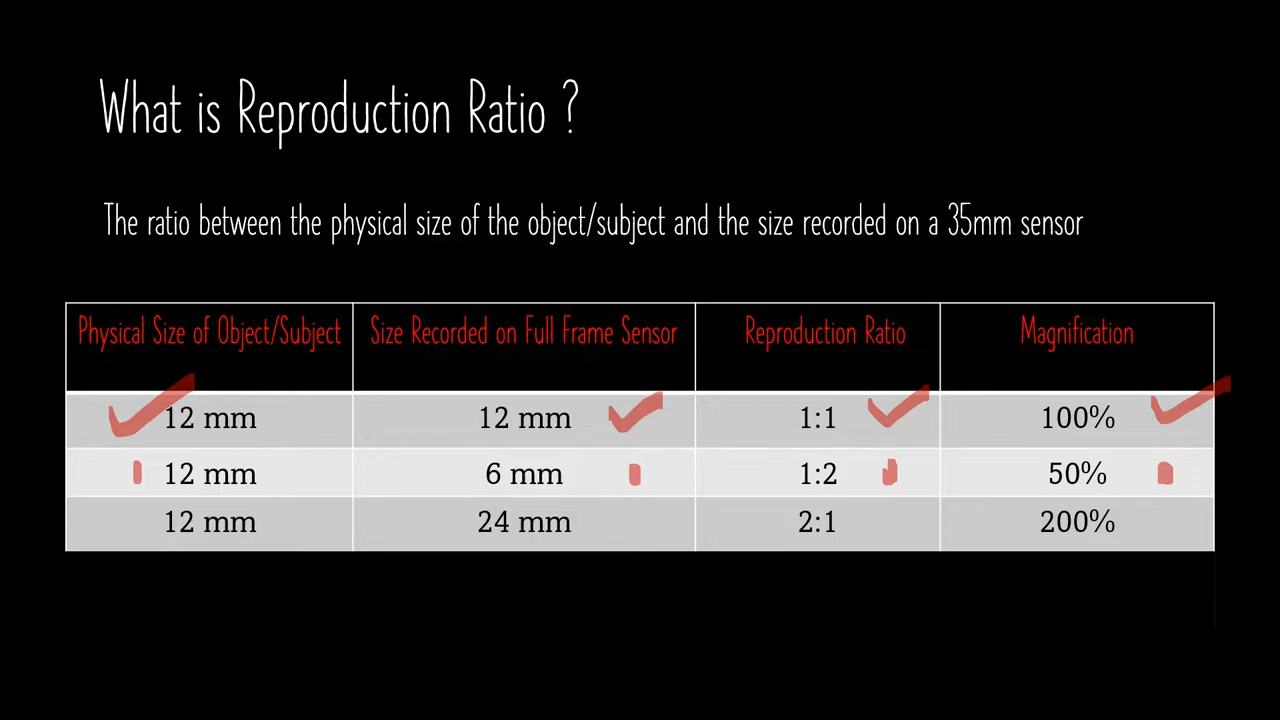 What is Reproduction Ratio ?
The ratio between the physical size of the object/subject and the size recorded on a 35mm sensor
Physical Size of Object/Subject Size Recorded on Full Frame Sensor Reproduction Ratio Magnification
12 mm 12 mm 1:1 100%
12 mm 6 mm 1:2 50%
12 mm 24 mm 2:1 200%